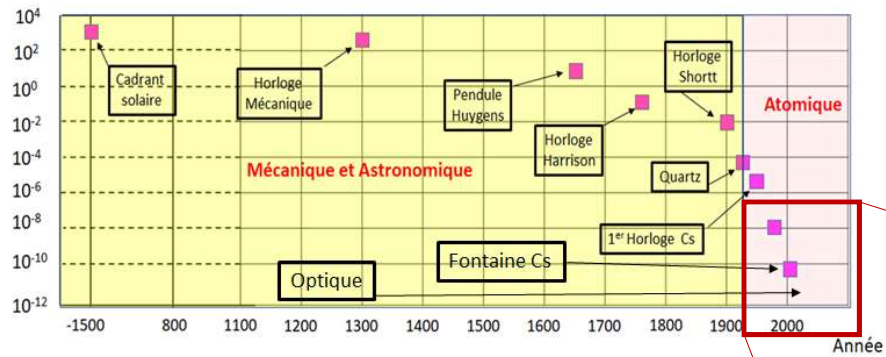 10⁴
10²
10⁰
10⁻²
10⁻⁴
10⁻⁶
10⁻⁸
10⁻¹⁰
10⁻¹²
Cadrant
solaire
Horloge
Mécanique
Pendule
Huygens
Horloge
Harrison
Horloge
Shortt
Atomique
Mécanique et Astronomique
Quartz
1er Horloge Cs
Fontaine Cs
Optique
-1500 800 1100 1200 1300 1400 1500 1600 1700 1800 1900 2000
Année